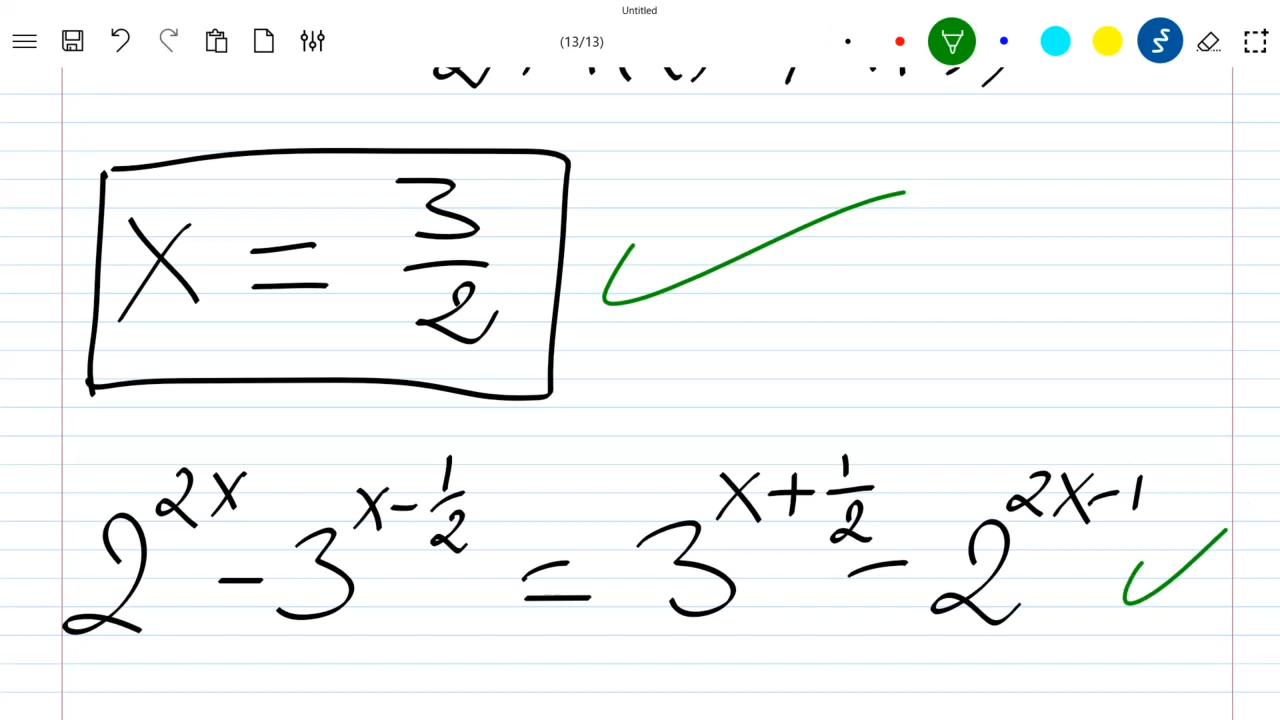 Untitled
(13/13)
x = 3/2
2^{2x} - 3^{x - 1/2} = 3^{x + 1/2} - 2^{2x-1}